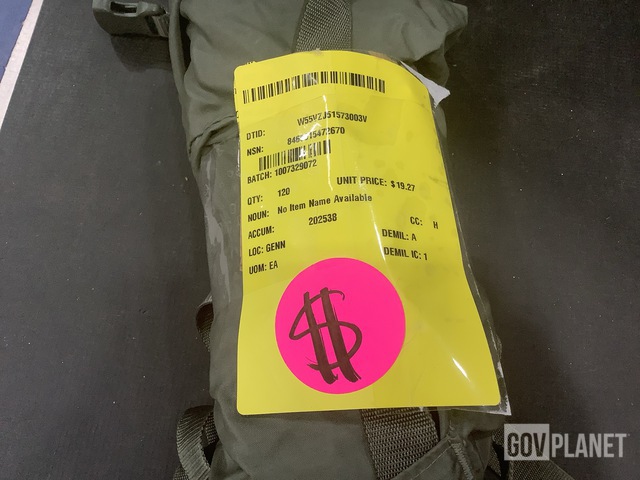 DTID: W55VZJ51573003V
NSN:
BATCH: 1007329072
QTY: 120 UNIT PRICE: $ 19.27
NOUN: No Item Name Available
ACCUM: 202538 CC: H
LOC: GENN DEMIL: A
UOM: EA DEMIL IC: 1
$
GOVPLANET